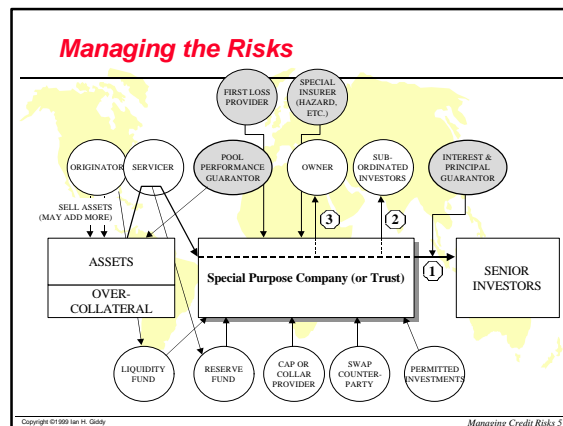 Managing the Risks
FIRST LOSS
PROVIDER
SPECIAL
INSURER
(HAZARD,
ETC.)
ORIGINATOR
SERVICER
POOL
PERFORMANCE
GUARANTOR
OWNER
SUB-
ORDINATED
INVESTORS
INTEREST &
PRINCIPAL
GUARANTOR
SELL ASSETS
(MAY ADD MORE)
3
2
ASSETS
OVER-
COLLATERAL
Special Purpose Company (or Trust)
1
SENIOR
INVESTORS
LIQUIDITY
FUND
RESERVE
FUND
CAP OR
COLLAR
PROVIDER
SWAP
COUNTER-
PARTY
PERMITTED
INVESTMENTS
Copyright ©1999 Ian H. Giddy
Managing Credit Risks 5